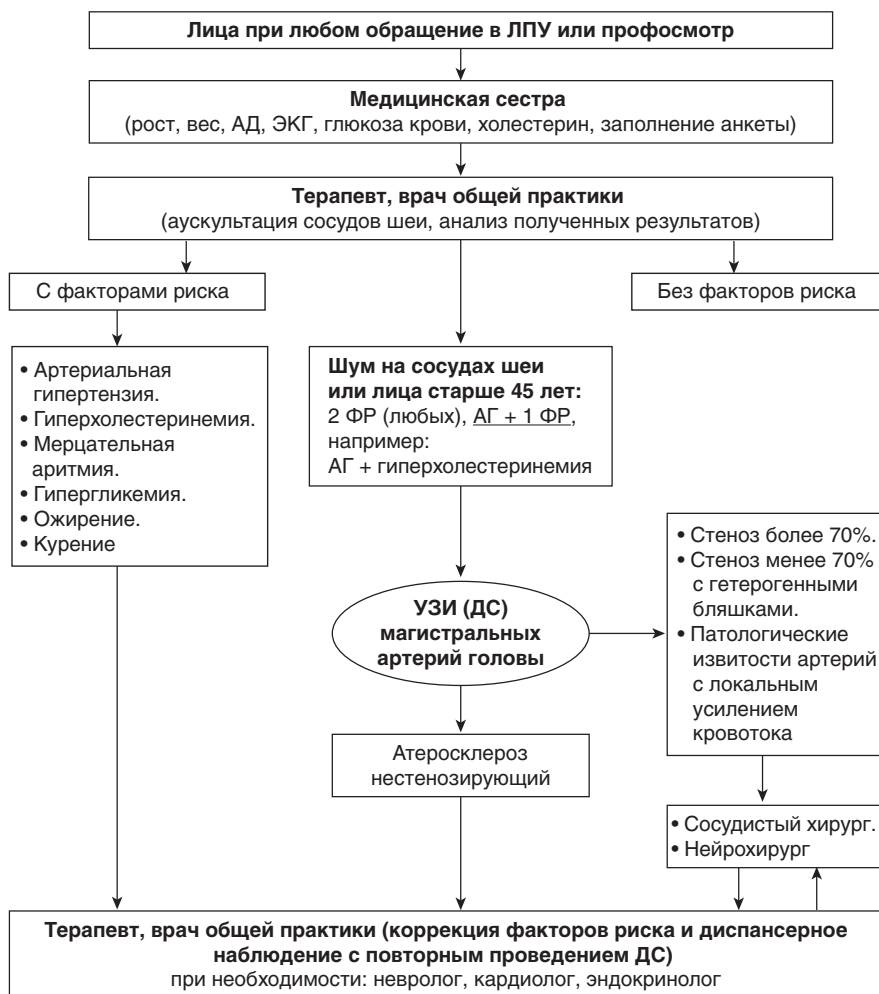 Лица при любом обращение в ЛПУ или профосмотр
Медицинская сестра
(рост, вес, АД, ЭКГ, глюкоза крови, холестерин, заполнение анкеты)
Терапевт, врач общей практики
(аускультация сосудов шеи, анализ полученных результатов)
С факторами риска
Без факторов риска
• Артериальная
гипертензия.
• Гиперхолестеринемия.
• Мерцательная
аритмия.
• Гипергликемия.
• Ожирение.
• Курение
Шум на сосудах шеи
или лица старше 45 лет:
2 ФР (любых), АГ + 1 ФР,
например:
АГ + гиперхолестеринемия
УЗИ (ДС)
магистральных
артерий головы
• Стеноз более 70%.
• Стеноз менее 70%
с гетерогенными
бляшками.
• Патологические
извитости артерий
с локальным
усилением
кровотока
Атеросклероз
нестенозирующий
• Сосудистый хирург.
• Нейрохирург
Терапевт, врач общей практики (коррекция факторов риска и диспансерное
наблюдение с повторным проведением ДС)
при необходимости: невролог, кардиолог, эндокринолог